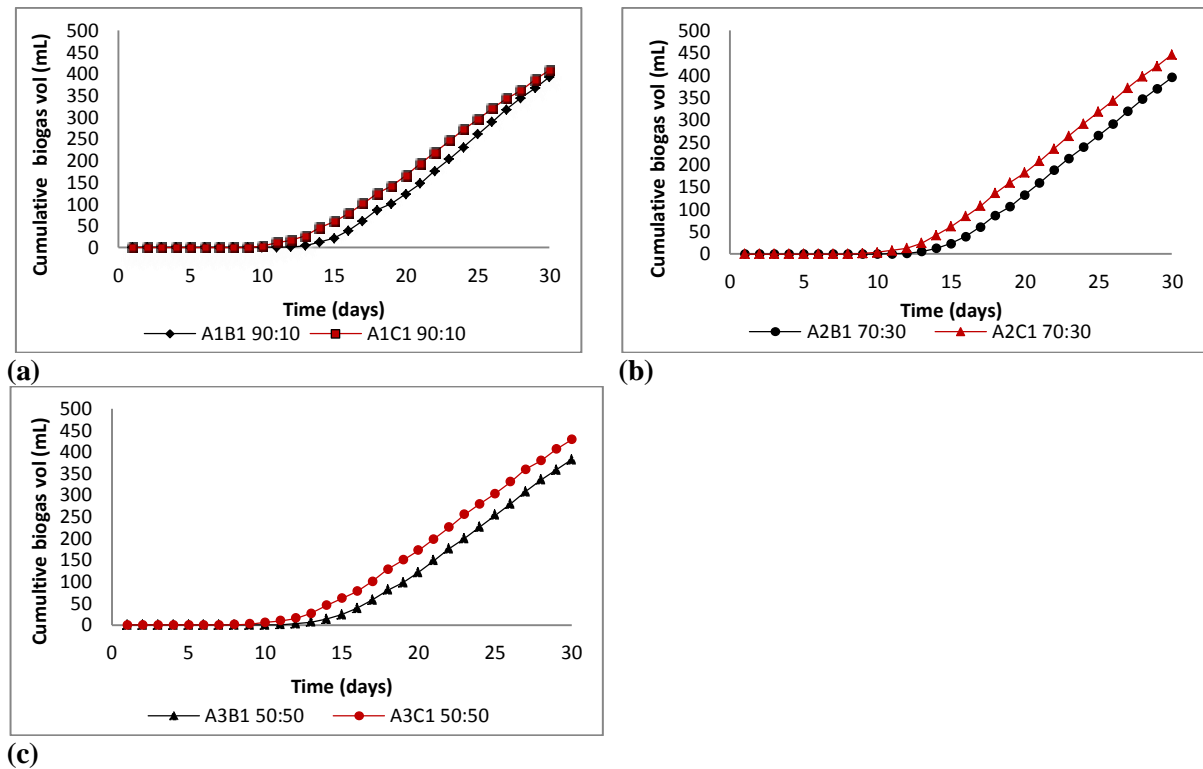 500
450
400
350
300
250
200
150
100
50
0
Cumulative biogas vol (mL)
0 5 10 15 20 25 30
Time (days)
A1B1 90:10 A1C1 90:10
(a)
500
450
400
350
300
250
200
150
100
50
0
Cumulative biogas vol (mL)
0 5 10 15 20 25 30
Time (days)
A2B1 70:30 A2C1 70:30
(b)
500
450
400
350
300
250
200
150
100
50
0
Cumultive biogas vol (mL)
0 5 10 15 20 25 30
Time (days)
A3B1 50:50 A3C1 50:50
(c)